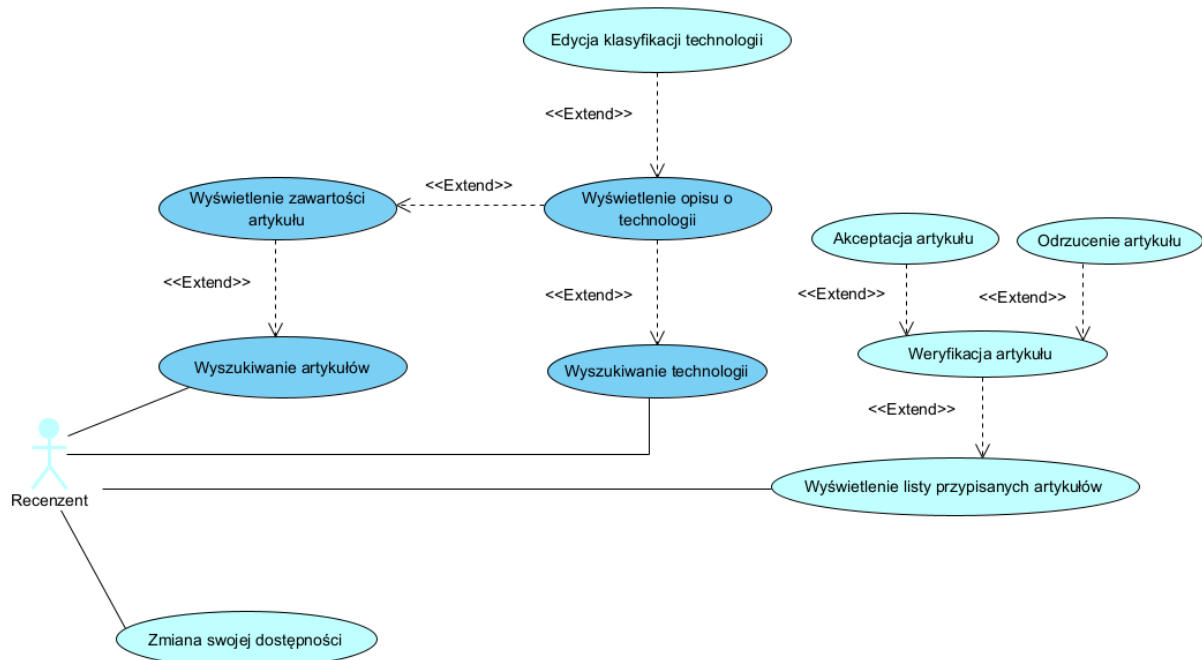 Edycja klasyfikacji technologii
<<Extend>>
<<Extend>>
Wyświetlenie zawartości
artykułu
Wyświetlenie opisu o
technologii
Akceptacja artykułu
Odrzucenie artykułu
<<Extend>>
<<Extend>>
<<Extend>>
<<Extend>>
Wyszukiwanie artykułów
Wyszukiwanie technologii
Weryfikacja artykułu
<<Extend>>
Recenzent
Wyświetlenie listy przypisanych artykułów
Zmiana swojej dostępności